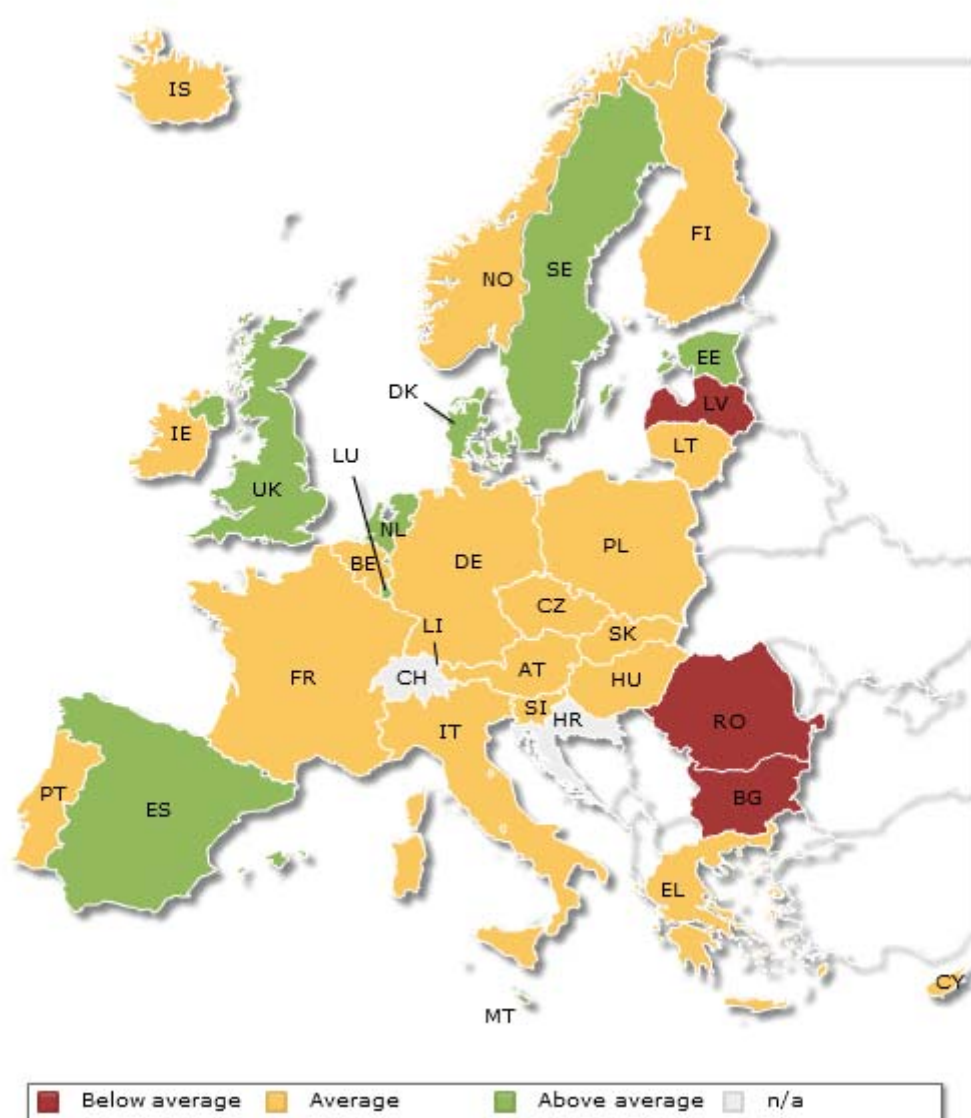 IS
FI
NO
SE
EE
DK
LV
IE
LT
LU
UK
NL
PL
BE
DE
CZ
LI
SK
FR
CH
AT
HU
SI
HR
IT
RO
PT
ES
BG
EL
CY
MT
Below average Average Above average n/a